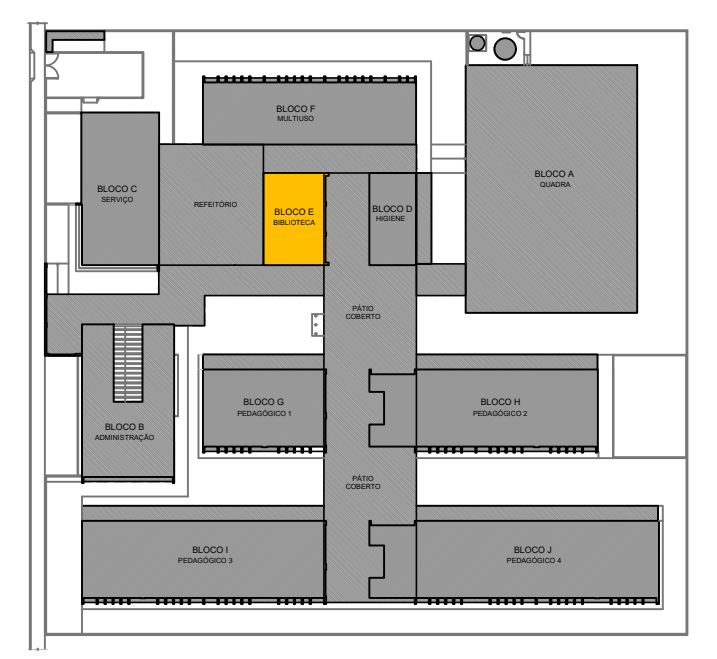 BLOCO F
MULTIUSO
BLOCO A
QUADRA
BLOCO C
SERVIÇO
REFEITÓRIO
BLOCO E
BIBLIOTECA
BLOCO D
HIGIENE
PÁTIO
COBERTO
BLOCO G
PEDAGÓGICO 1
BLOCO H
PEDAGÓGICO 2
BLOCO B
ADMINISTRAÇÃO
PÁTIO
COBERTO
BLOCO I
PEDAGÓGICO 3
BLOCO J
PEDAGÓGICO 4